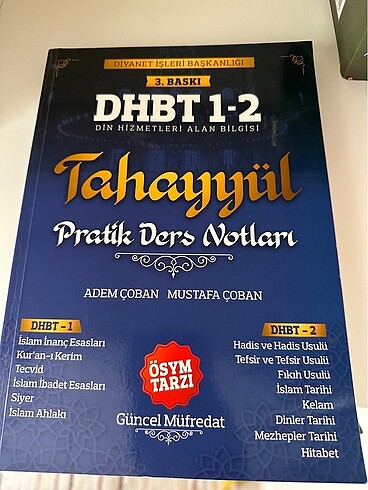 DİYANET İŞLERİ BAŞKANLIĞI
3. BASKI
DHBT 1-2
DİN HİZMETLERİ ALAN BİLGİSİ
Tahayyül
Pratik Ders Notları
ADEM ÇOBAN MUSTAFA ÇOBAN
DHBT - 1
İslam İnanç Esasları
Kur'an-ı Kerim
Tecvid
İslam İbadet Esasları
Siyer
İslam Ahlakı
ÖSYM
TARZI
Güncel Müfredat
DHBT - 2
Hadis ve Hadis Usulü
Tefsir ve Tefsir Usulü
Fıkıh Usulü
İslam Tarihi
Kelam
Dinler Tarihi
Mezhepler Tarihi
Hitabet